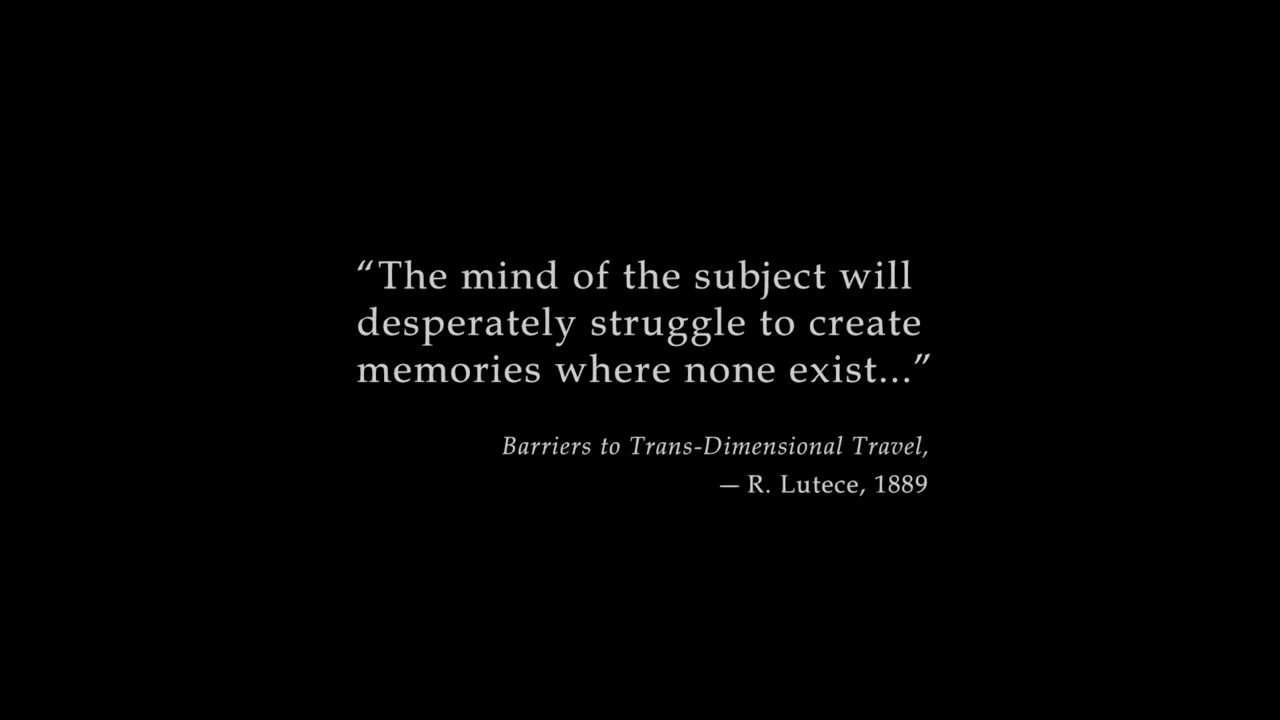 “The mind of the subject will
desperately struggle to create
memories where none exist...”
Barriers to Trans-Dimensional Travel,
— R. Lutece, 1889